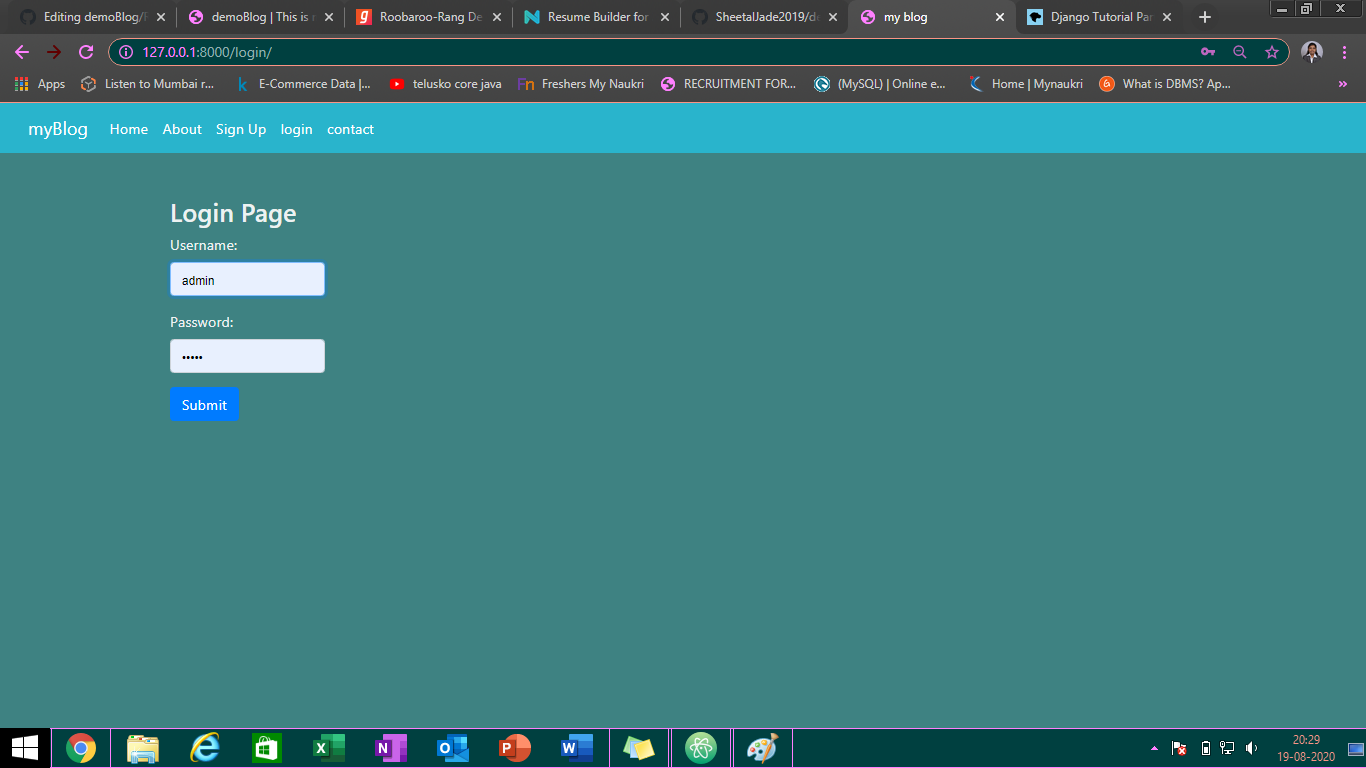 Editing demoBlog/R
demoBlog | This is r
Roobaroo-Rang De
Resume Builder for
SheetalJade2019/de
my blog
Django Tutorial Par
127.0.0.1:8000/login/
Apps
Listen to Mumbai r...
E-Commerce Data |...
telusko core java
Freshers My Naukri
RECRUITMENT FOR...
(MySQL) | Online e...
Home | Mynaukri
What is DBMS? Ap...
»
myBlog Home About Sign Up login contact
Login Page
Username:
admin
Password:
•••••
Submit
20:29
19-08-2020